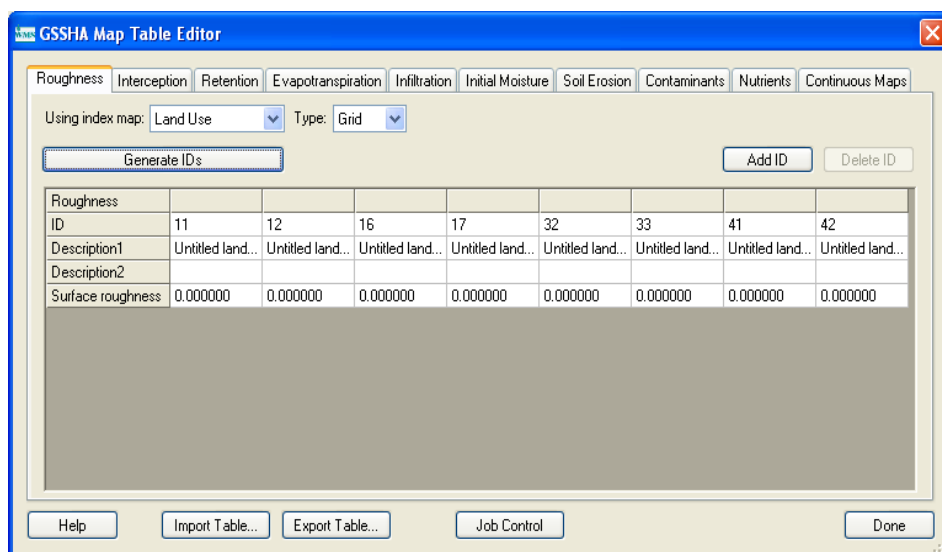 WMS GSSHA Map Table Editor
Roughness Interception Retention Evapotranspiration Infiltration Initial Moisture Soil Erosion Contaminants Nutrients Continuous Maps
Using index map: Land Use Type: Grid
Generate IDs Add ID Delete ID
Roughness
ID 11 12 16 17 32 33 41 42
Description1 Untitled land... Untitled land... Untitled land... Untitled land... Untitled land... Untitled land... Untitled land... Untitled land...
Description2
Surface roughness 0.000000 0.000000 0.000000 0.000000 0.000000 0.000000 0.000000 0.000000
Help Import Table... Export Table... Job Control Done